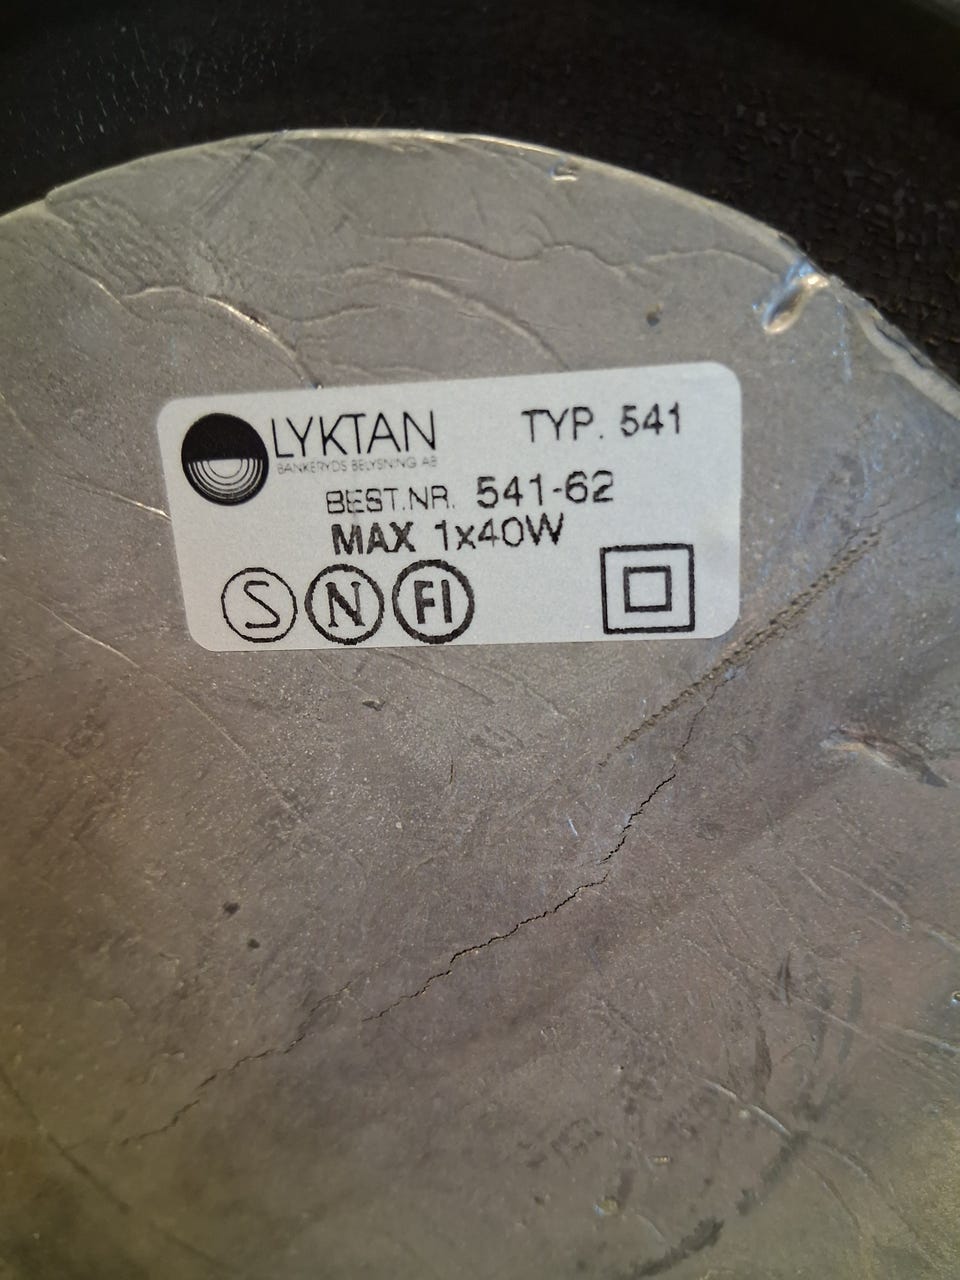 LYKTAN TYP. 541
BANKERYDS BELYSNING AB
BEST.NR. 541-62
MAX 1x40W
S N FI